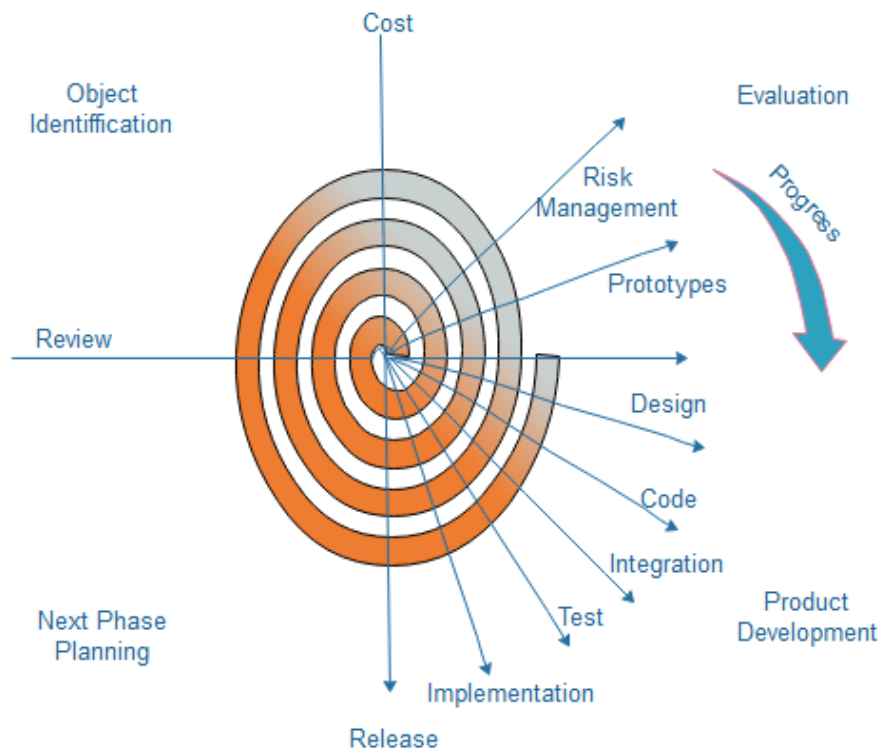 Cost
Object
Identiffication
Evaluation
Progress
Risk
Management
Prototypes
Review
Design
Code
Integration
Test
Product
Development
Next Phase
Planning
Implementation
Release